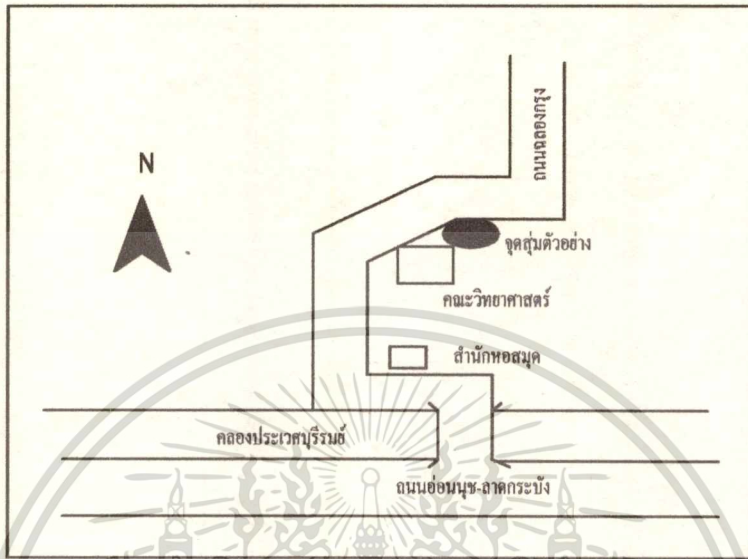 ถนนฉลองกรุง
N
จุดสุ่มตัวอย่าง
คณะวิทยาศาสตร์
สำนักหอสมุด
คลองประเวศบุรีรมย์
ถนนอ่อนนุช-ลาดกระบัง